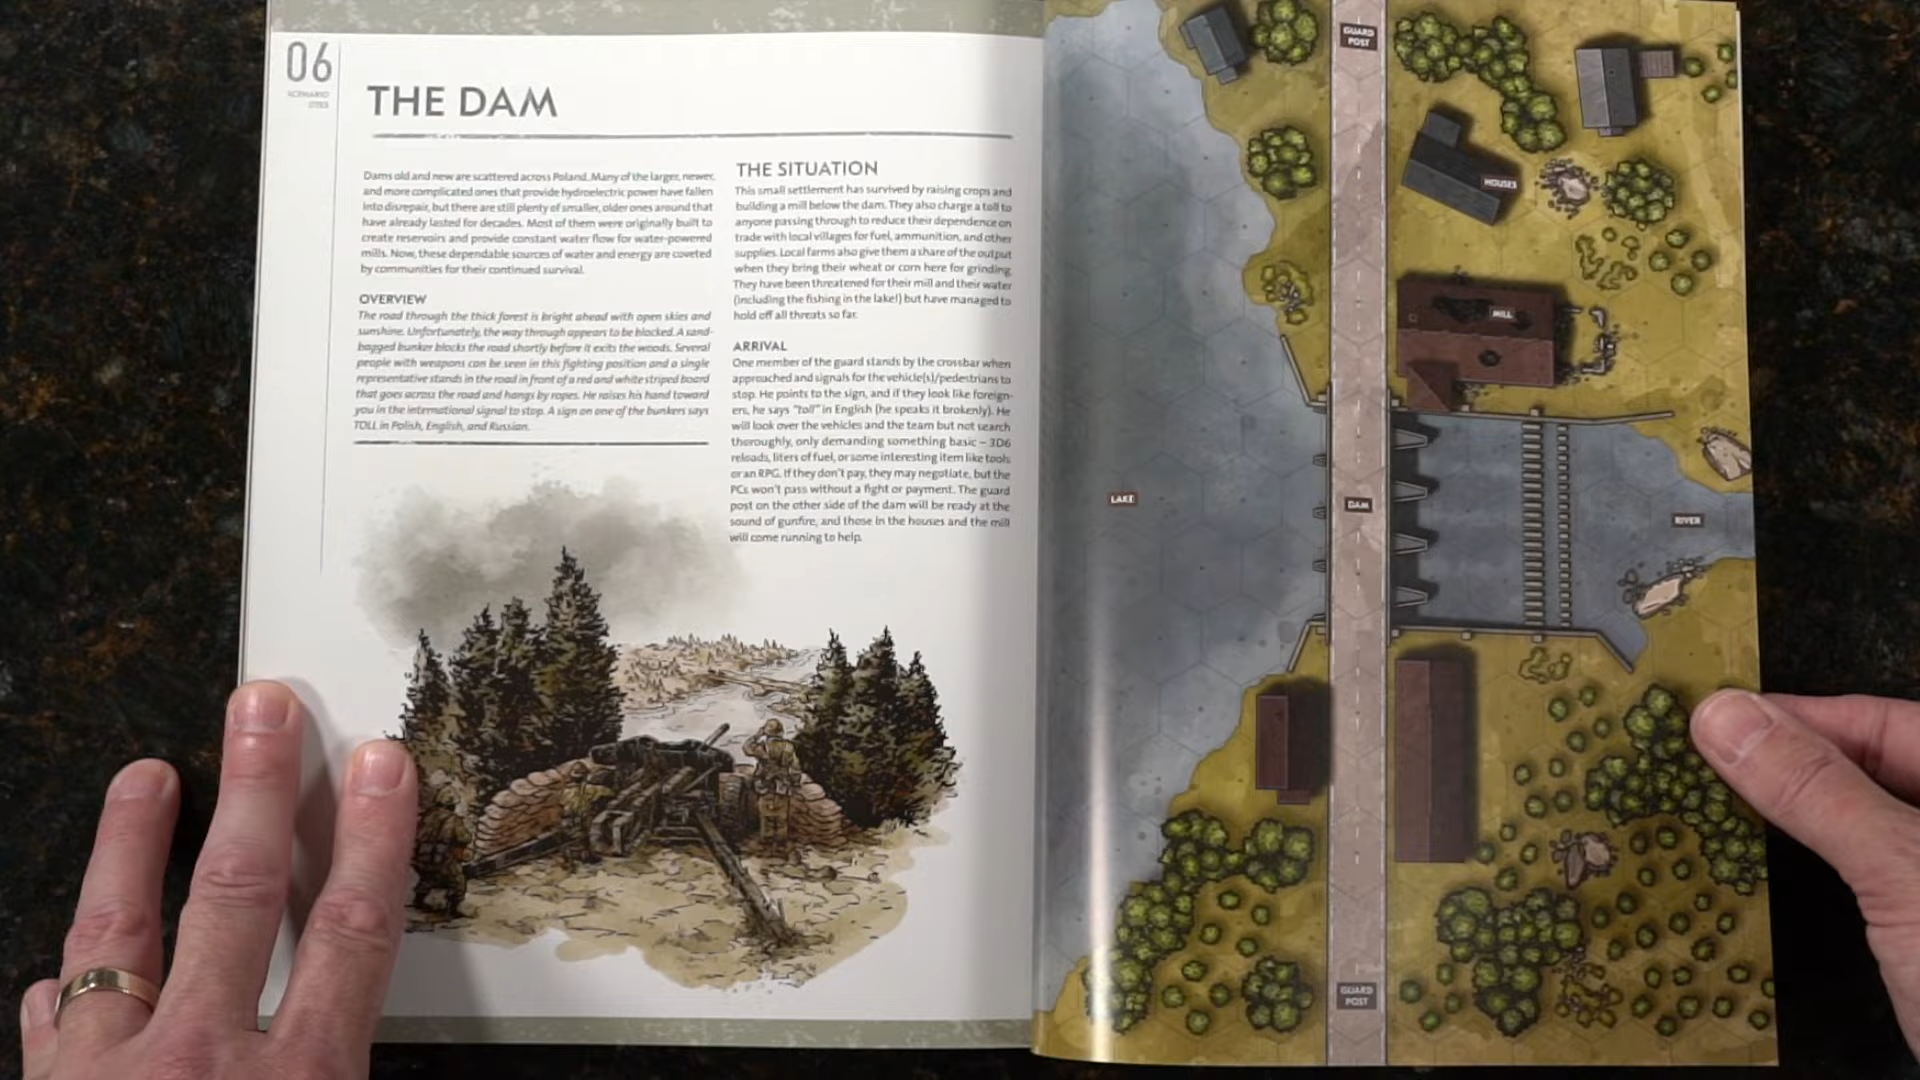 06
SCENARIO
SITES
THE DAM
Dams old and new are scattered across Poland. Many of the larger, newer,
and more complicated ones that provide hydroelectric power have fallen
into disrepair, but there are still plenty of smaller, older ones around that
have already lasted for decades. Most of them were originally built to
create reservoirs and provide constant water flow for water-powered
mills. Now, these dependable sources of water and energy are coveted
by communities for their continued survival.
OVERVIEW
The road through the thick forest is bright ahead with open skies and
sunshine. Unfortunately, the way through appears to be blocked. A sand-
bagged bunker blocks the road shortly before it exits the woods. Several
people with weapons can be seen in this fighting position and a single
representative stands in the road in front of a red and white striped board
that goes across the road and hangs by ropes. He raises his hand toward
you in the international signal to stop. A sign on one of the bunkers says
TOLL in Polish, English, and Russian.
THE SITUATION
This small settlement has survived by raising crops and
building a mill below the dam. They also charge a toll to
anyone passing through to reduce their dependence on
trade with local villages for fuel, ammunition, and other
supplies. Local farms also give them a share of the output
when they bring their wheat or corn here for grinding.
They have been threatened for their mill and their water
(including the fishing in the lake!) but have managed to
hold off all threats so far.
ARRIVAL
One member of the guard stands by the crossbar when
approached and signals for the vehicle(s)/pedestrians to
stop. He points to the sign, and if they look like foreign-
ers, he says "toll" in English (he speaks it brokenly). He
will look over the vehicles and the team but not search
thoroughly, only demanding something basic – 3D6
reloads, liters of fuel, or some interesting item like tools
or an RPG. If they don't pay, they may negotiate, but the
PCs won't pass without a fight or payment. The guard
post on the other side of the dam will be ready at the
sound of gunfire, and those in the houses and the mill
will come running to help.
GUARD
POST
HOUSES
MILL
LAKE
DAM
RIVER
GUARD
POST